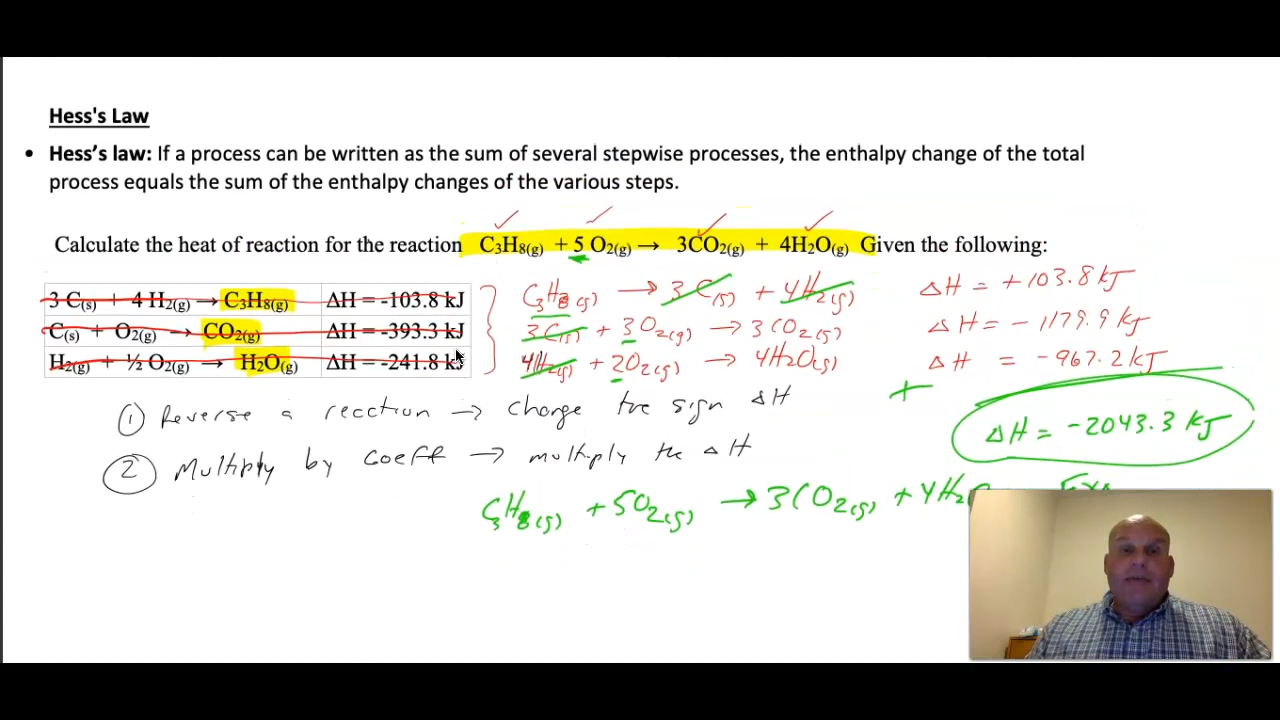 Hess's Law
• Hess's law: If a process can be written as the sum of several stepwise processes, the enthalpy change of the total
process equals the sum of the enthalpy changes of the various steps.
Calculate the heat of reaction for the reaction C₃H₈(g) + 5 O₂(g) → 3CO₂(g) + 4H₂O(g) Given the following:
3 C(s) + 4 H₂(g) → C₃H₈(g) ΔH = -103.8 kJ
C(s) + O₂(g) → CO₂(g) ΔH = -393.3 kJ
H₂(g) + ½ O₂(g) → H₂O(g) ΔH = -241.8 kJ
C₃H₈(g) → 3 C(s) + 4H₂(g) ΔH = +103.8 kJ
3C(s) + 3O₂(g) → 3CO₂(g) ΔH = -1179.9 kJ
4H₂(g) + 2O₂(g) → 4H₂O(g) ΔH = -967.2 kJ
+
ΔH = -2043.3 kJ
① Reverse a reaction → change the sign ΔH
② Multiply by coeff → multiply the ΔH
C₃H₈(g) + 5O₂(g) → 3CO₂(g) + 4H₂